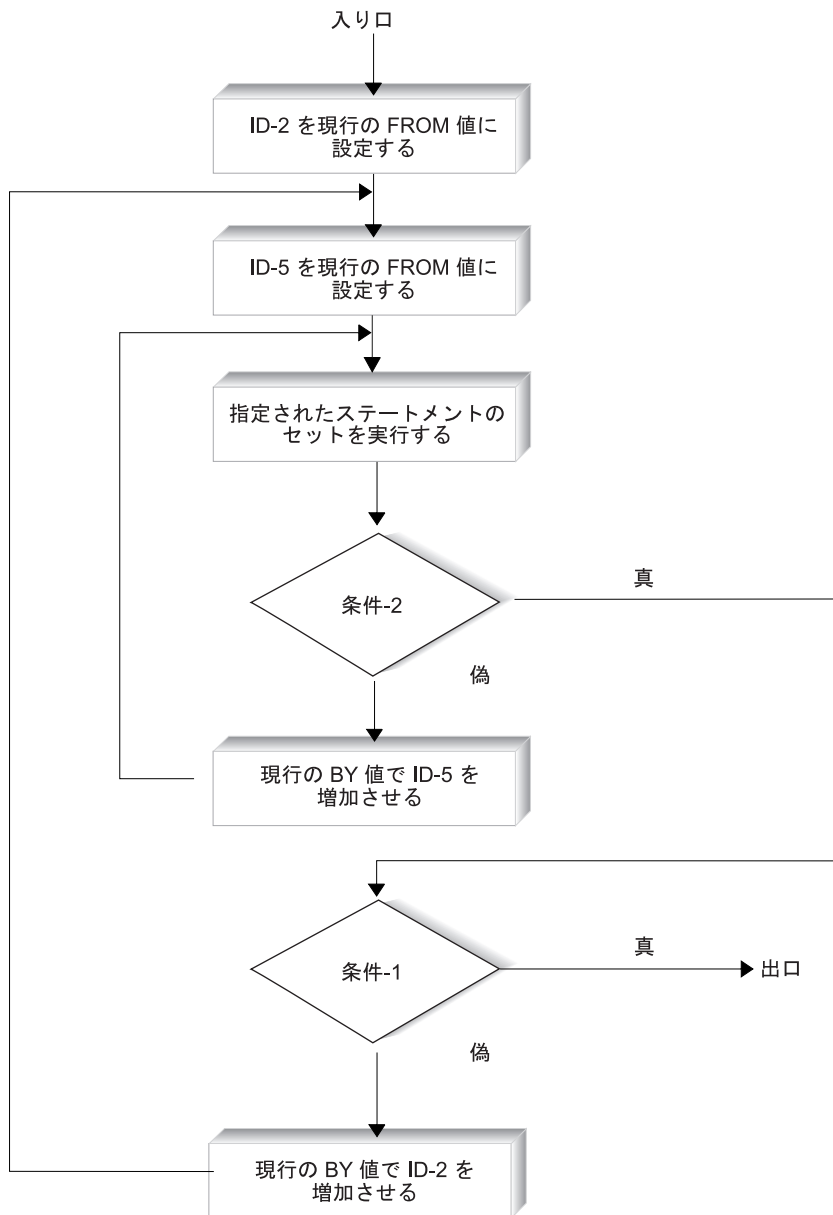 入り口
ID-2 を現行の FROM 値に
設定する
ID-5 を現行の FROM 値に
設定する
指定されたステートメントの
セットを実行する
条件-2
真
偽
現行の BY 値で ID-5 を
増加させる
条件-1
真
出口
偽
現行の BY 値で ID-2 を
増加させる